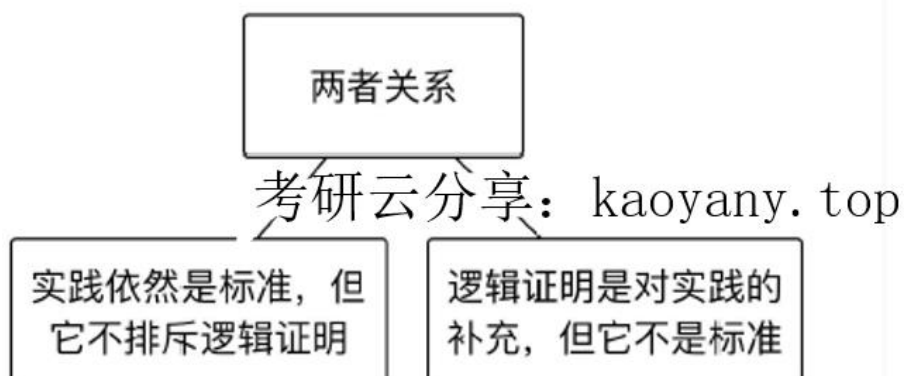 两者关系
考研云分享：kaoyany.top
实践依然是标准，但
它不排斥逻辑证明
逻辑证明是对实践的
补充，但它不是标准